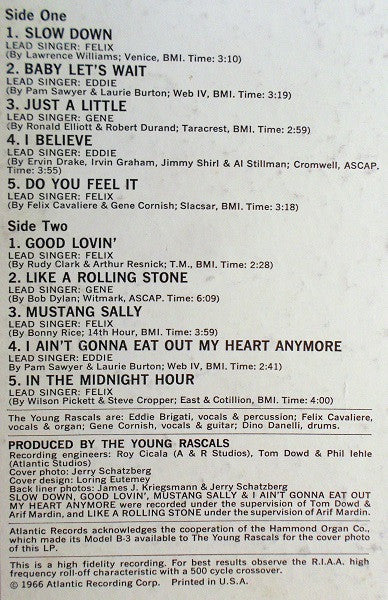 Side One
1. SLOW DOWN
LEAD SINGER: FELIX
(By Lawrence Williams; Venice, BMI. Time: 3:10)
2. BABY LET'S WAIT
LEAD SINGER: EDDIE
(By Pam Sawyer & Laurie Burton; Web IV, BMI. Time: 3:19)
3. JUST A LITTLE
LEAD SINGER: GENE
(By Ronald Elliott & Robert Durand; Taracrest, BMI. Time: 2:59)
4. I BELIEVE
LEAD SINGER: EDDIE
(By Ervin Drake, Irvin Graham, Jimmy Shirl & Al Stillman; Cromwell, ASCAP.
Time: 3:55)
5. DO YOU FEEL IT
LEAD SINGER: FELIX
(By Felix Cavaliere & Gene Cornish; Slacsar, BMI. Time: 3:18)
Side Two
1. GOOD LOVIN'
LEAD SINGER: FELIX
(By Rudy Clark & Arthur Resnick; T.M., BMI. Time: 2:28)
2. LIKE A ROLLING STONE
LEAD SINGER: GENE
(By Bob Dylan; Witmark, ASCAP. Time: 6:09)
3. MUSTANG SALLY
LEAD SINGER: FELIX
(By Bonny Rice; 14th Hour, BMI. Time: 3:59)
4. I AIN'T GONNA EAT OUT MY HEART ANYMORE
LEAD SINGER: EDDIE
(By Pam Sawyer & Laurie Burton; Web IV, BMI. Time: 2:41)
5. IN THE MIDNIGHT HOUR
LEAD SINGER: FELIX
(By Wilson Pickett & Steve Cropper; East & Cotillion, BMI. Time: 4:00)
The Young Rascals are: Eddie Brigati, vocals & percussion; Felix Cavaliere,
vocals & organ; Gene Cornish, vocals & guitar; Dino Danelli, drums.
PRODUCED BY THE YOUNG RASCALS
Recording engineers: Roy Cicala (A & R Studios), Tom Dowd & Phil Iehle
(Atlantic Studios)
Cover photo: Jerry Schatzberg
Cover design: Loring Eutemey
Back liner photos: James J. Kriegsmann & Jerry Schatzberg
SLOW DOWN, GOOD LOVIN', MUSTANG SALLY & I AIN'T GONNA EAT OUT
MY HEART ANYMORE were recorded under the supervision of Tom Dowd &
Arif Mardin, and LIKE A ROLLING STONE under the supervision of Arif Mardin.
Atlantic Records acknowledges the cooperation of the Hammond Organ Co.,
which made its Model B-3 available to The Young Rascals for the cover photo
of this LP.
This is a high fidelity recording. For best results observe the R.I.A.A. high
frequency roll-off characteristic with a 500 cycle crossover.
© 1966 Atlantic Recording Corp. Printed in U.S.A.